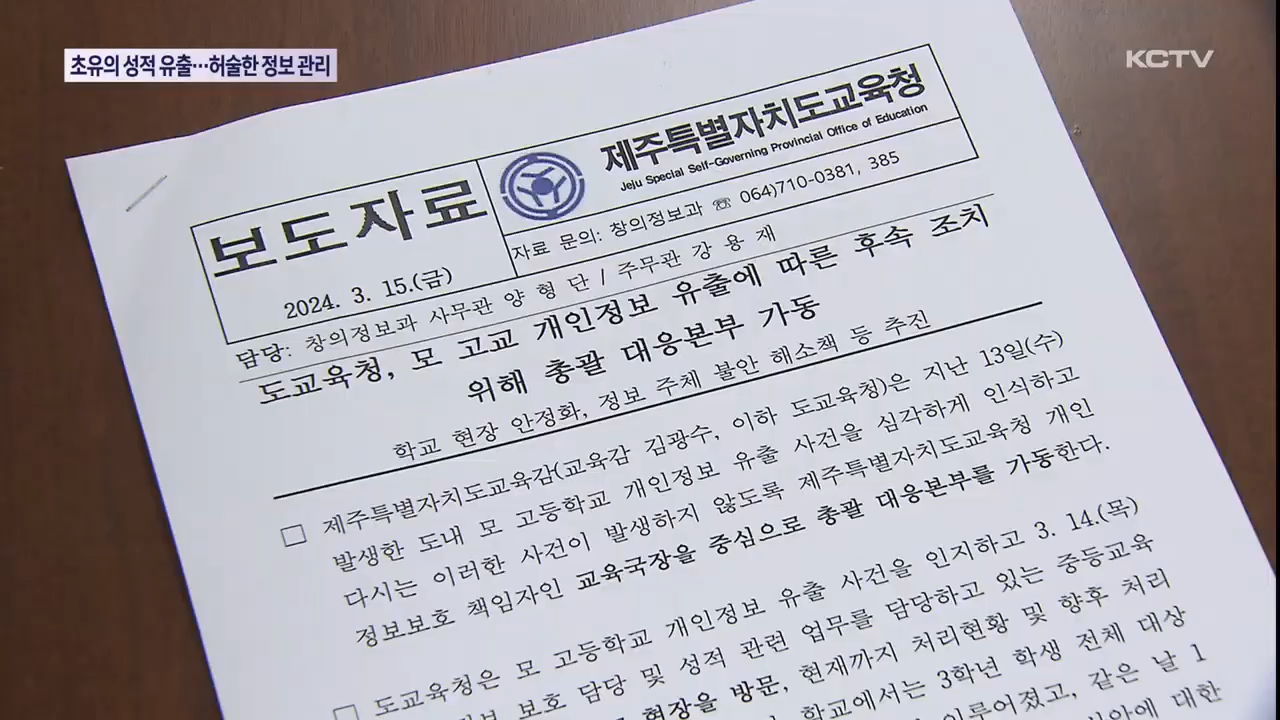 초유의 성적 유출…허술한 정보 관리
KCTV
보도자료
2024. 3. 15.(금)
제주특별자치도교육청
Jeju Special Self-Governing Provincial Office of Education
자료 문의: 창의정보과 ☏ 064)710-0381, 385
담당: 창의정보과 사무관 양 형 단 / 주무관 강 용 재
도교육청, 모 고교 개인정보 유출에 따른 후속 조치
위해 총괄 대응본부 가동
학교 현장 안정화, 정보 주체 불안 해소책 등 추진
□ 제주특별자치도교육감(교육감 김광수, 이하 도교육청)은 지난 13일(수)
발생한 도내 모 고등학교 개인정보 유출 사건을 심각하게 인식하고
다시는 이러한 사건이 발생하지 않도록 제주특별자치도교육청 개인
정보보호 책임자인 교육국장을 중심으로 총괄 대응본부를 가동한다.
□ 도교육청은 모 고등학교 개인정보 유출 사건을 인지하고 3. 14.(목)
보호 담당 및 성적 관련 업무를 담당하고 있는 중등교육
현장을 방문, 현재까지 처리현황 및 향후 처리
학교에서는 3학년 학생 전체 대상
이루어졌고, 같은 날 1
대한